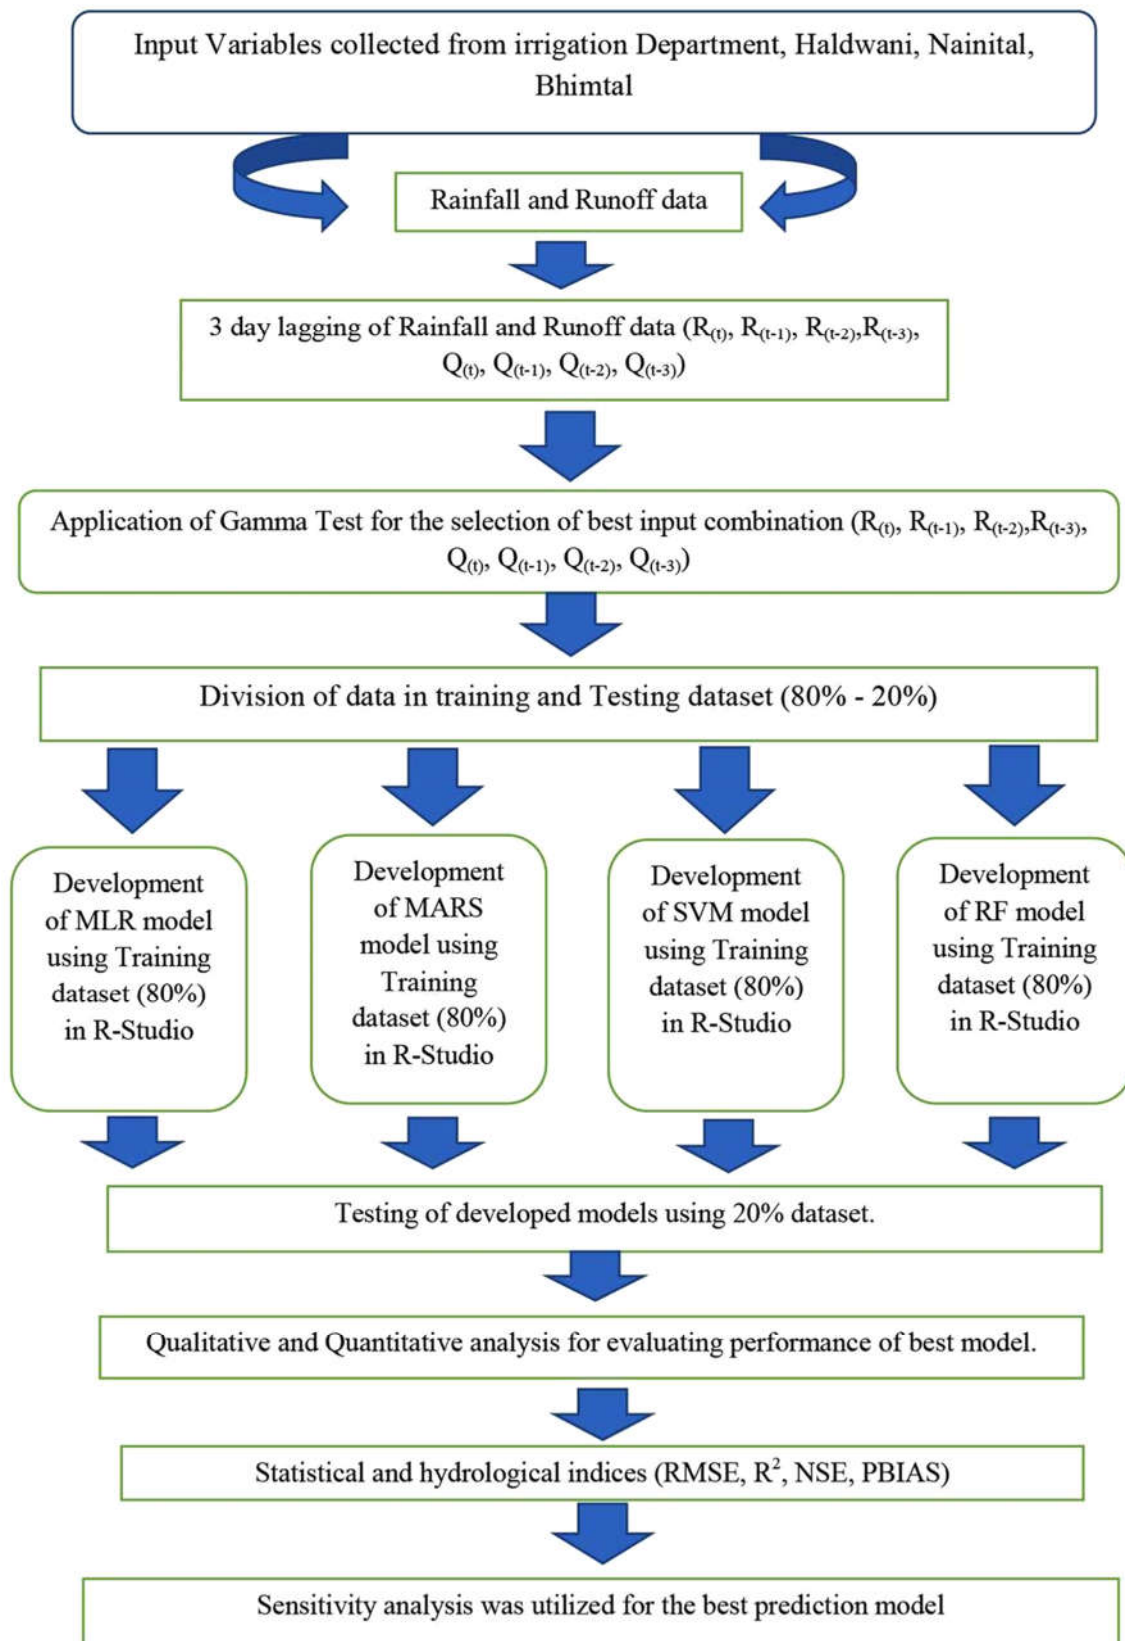 Input Variables collected from irrigation Department, Haldwani, Nainital,
Bhimtal
Rainfall and Runoff data
3 day lagging of Rainfall and Runoff data (R(t), R(t-1), R(t-2),R(t-3),
Q(t), Q(t-1), Q(t-2), Q(t-3))
Application of Gamma Test for the selection of best input combination (R(t), R(t-1), R(t-2),R(t-3),
Q(t), Q(t-1), Q(t-2), Q(t-3))
Division of data in training and Testing dataset (80% - 20%)
Development
of MLR model
using Training
dataset (80%)
in R-Studio
Development
of MARS
model using
Training
dataset (80%)
in R-Studio
Development
of SVM model
using Training
dataset (80%)
in R-Studio
Development
of RF model
using Training
dataset (80%)
in R-Studio
Testing of developed models using 20% dataset.
Qualitative and Quantitative analysis for evaluating performance of best model.
Statistical and hydrological indices (RMSE, R², NSE, PBIAS)
Sensitivity analysis was utilized for the best prediction model